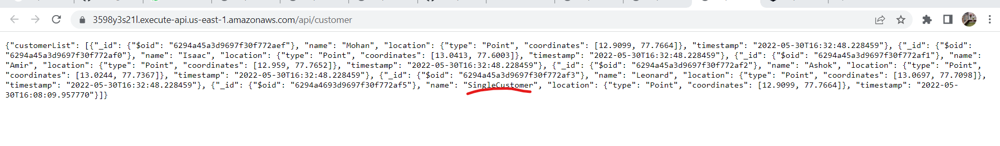 3598y3s21l.execute-api.us-east-1.amazonaws.com/api/customer
{"customerList": [{"_id": {"$oid": "6294a45a3d9697f30f772aef"}, "name": "Mohan", "location": {"type": "Point", "coordinates": [12.9099, 77.7664]}, "timestamp": "2022-05-30T16:32:48.228459"}, {"_id": {"$oid":
"6294a45a3d9697f30f772af0"}, "name": "Isaac", "location": {"type": "Point", "coordinates": [13.0413, 77.6003]}, "timestamp": "2022-05-30T16:32:48.228459"}, {"_id": {"$oid": "6294a45a3d9697f30f772af1"}, "name":
"Amir", "location": {"type": "Point", "coordinates": [12.959, 77.7652]}, "timestamp": "2022-05-30T16:32:48.228459"}, {"_id": {"$oid": "6294a45a3d9697f30f772af2"}, "name": "Ashok", "location": {"type": "Point",
"coordinates": [13.0244, 77.7367]}, "timestamp": "2022-05-30T16:32:48.228459"}, {"_id": {"$oid": "6294a45a3d9697f30f772af3"}, "name": "Leonard", "location": {"type": "Point", "coordinates": [13.0697, 77.7098]},
"timestamp": "2022-05-30T16:32:48.228459"}, {"_id": {"$oid": "6294a4693d9697f30f772af5"}, "name": "SingleCustomer", "location": {"type": "Point", "coordinates": [12.9099, 77.7664]}, "timestamp": "2022-05-
30T16:08:09.957770"}]}